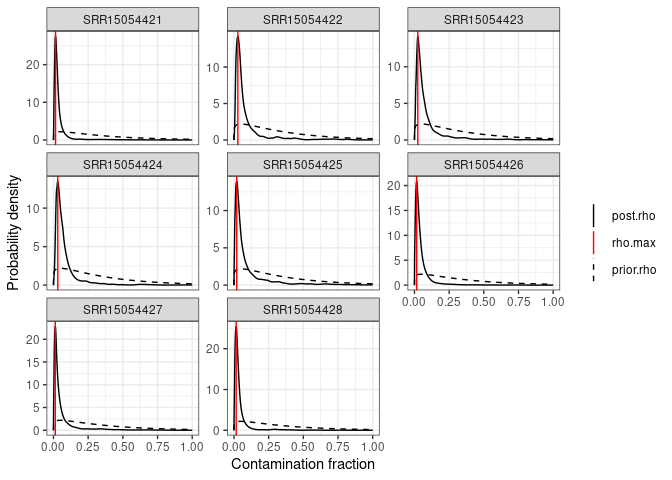 SRR15054421 SRR15054422 SRR15054423
20
10
0
10
5
0
10
5
0
SRR15054424 SRR15054425 SRR15054426
10
5
0
10
5
0
20
15
10
5
0
0.00 0.25 0.50 0.75 1.00
SRR15054427 SRR15054428
20
15
10
5
0
20
10
0
0.00 0.25 0.50 0.75 1.00
0.00 0.25 0.50 0.75 1.00
Probability density
Contamination fraction
post.rho
rho.max
prior.rho